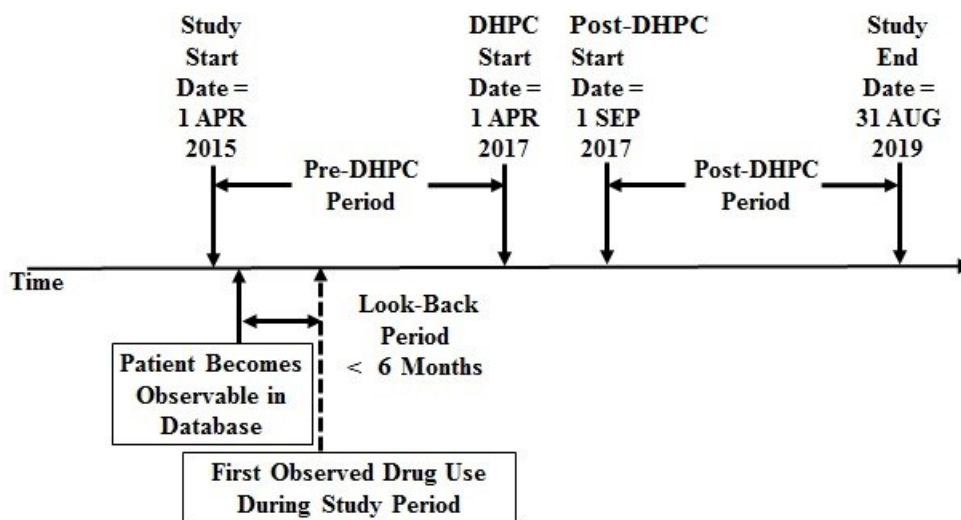 Study
Start
Date =
1 APR
2015
DHPC
Start
Date =
1 APR
2017
Post-DHPC
Start
Date =
1 SEP
2017
Study
End
Date =
31 AUG
2019
Pre-DHPC
Period
Post-DHPC
Period
Time
Look-Back
Period
< 6 Months
Patient Becomes
Observable in
Database
First Observed Drug Use
During Study Period